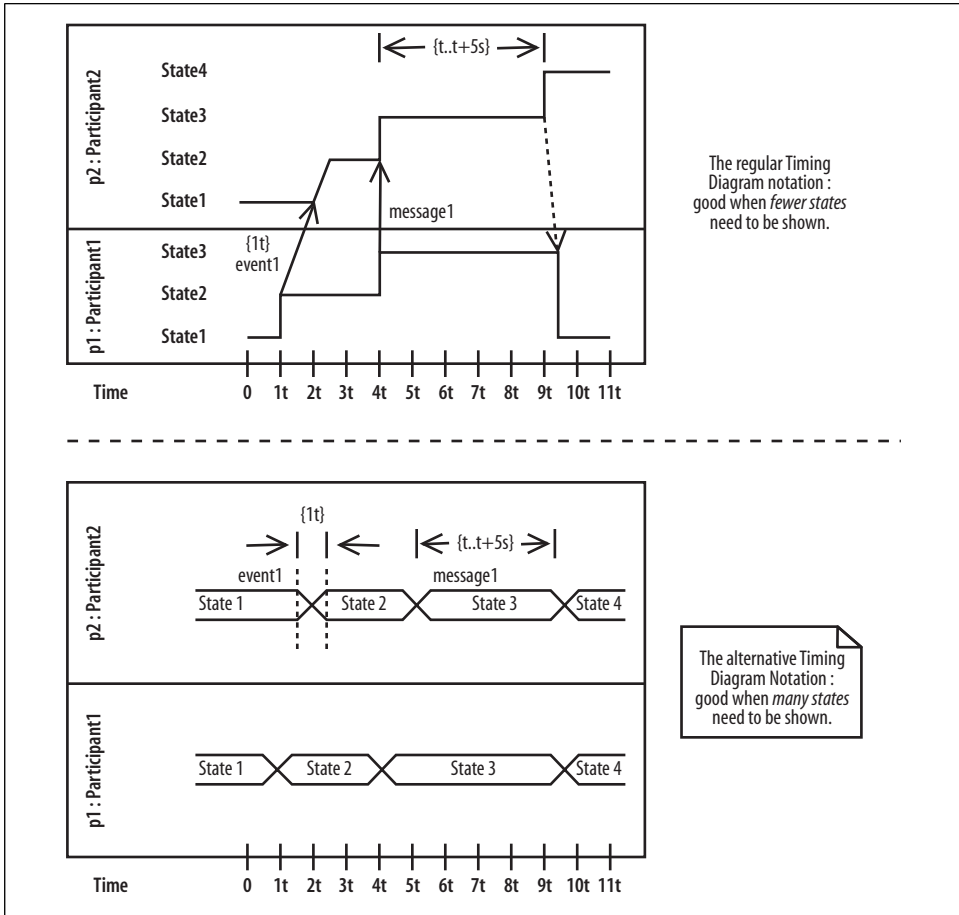 {t..t+5s}
p2 : Participant2
State4
State3
State2
State1
message1
{1t}
event1
p1 : Participant1
State3
State2
State1
Time 0 1t 2t 3t 4t 5t 6t 7t 8t 9t 10t 11t
The regular Timing
Diagram notation :
good when fewer states
need to be shown.
p2 : Participant2
{1t}
{t..t+5s}
event1 message1
State 1 State 2 State 3 State 4
p1 : Participant1
State 1 State 2 State 3 State 4
Time 0 1t 2t 3t 4t 5t 6t 7t 8t 9t 10t 11t
The alternative Timing
Diagram Notation :
good when many states
need to be shown.